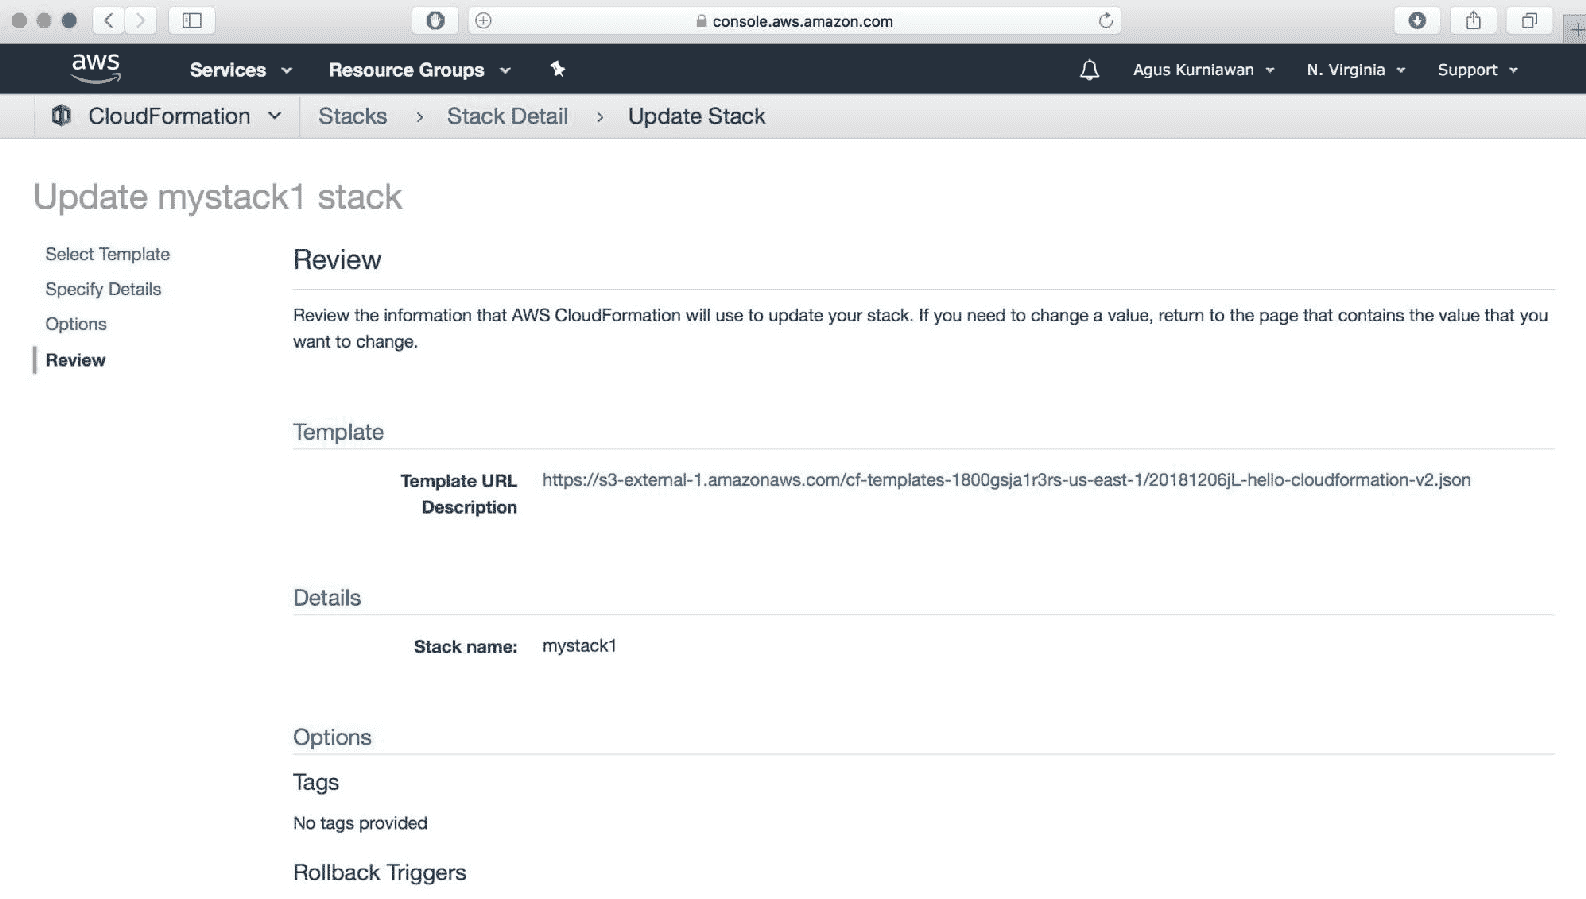 console.aws.amazon.com
aws Services Resource Groups Agus Kurniawan N. Virginia Support
CloudFormation Stacks > Stack Detail > Update Stack
Update mystack1 stack
Select Template
Specify Details
Options
Review
Review
Review the information that AWS CloudFormation will use to update your stack. If you need to change a value, return to the page that contains the value that you
want to change.
Template
Template URL https://s3-external-1.amazonaws.com/cf-templates-1800gsja1r3rs-us-east-1/20181206jL-hello-cloudformation-v2.json
Description
Details
Stack name: mystack1
Options
Tags
No tags provided
Rollback Triggers